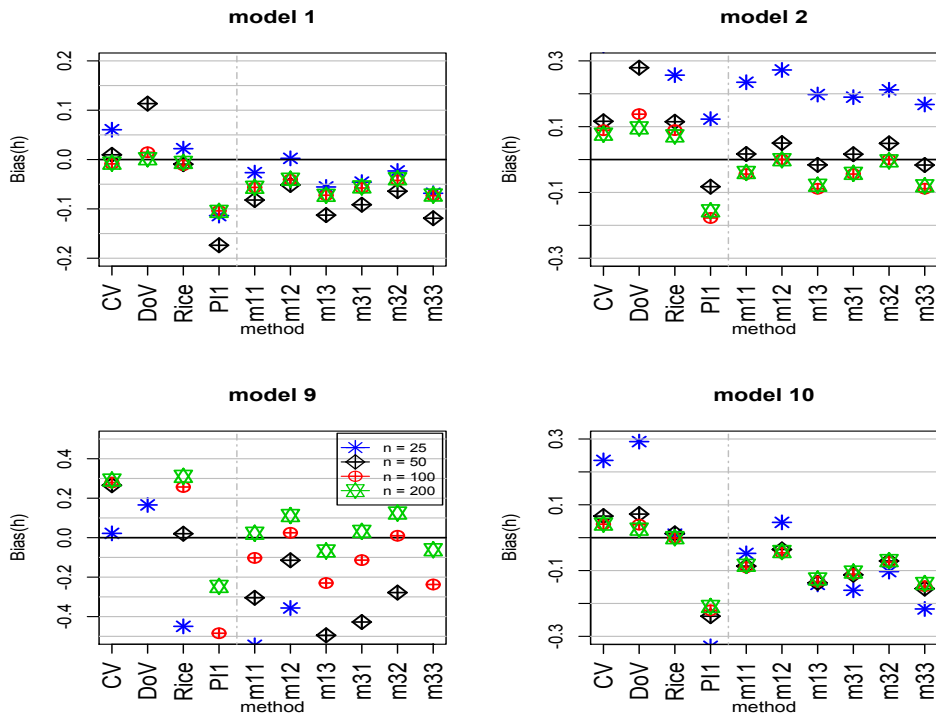 model 1
0.2
0.1
0.0
-0.1
-0.2
Bias(h)
CV
DoV
Rice
PI1
m11
m12
m13
m31
m32
m33
method
model 2
0.3
0.1
-0.1
-0.3
Bias(h)
CV
DoV
Rice
PI1
m11
m12
m13
m31
m32
m33
method
model 9
0.4
0.2
0.0
-0.2
-0.4
Bias(h)
n = 25
n = 50
n = 100
n = 200
CV
DoV
Rice
PI1
m11
m12
m13
m31
m32
m33
method
model 10
0.3
0.1
-0.1
-0.3
Bias(h)
CV
DoV
Rice
PI1
m11
m12
m13
m31
m32
m33
method